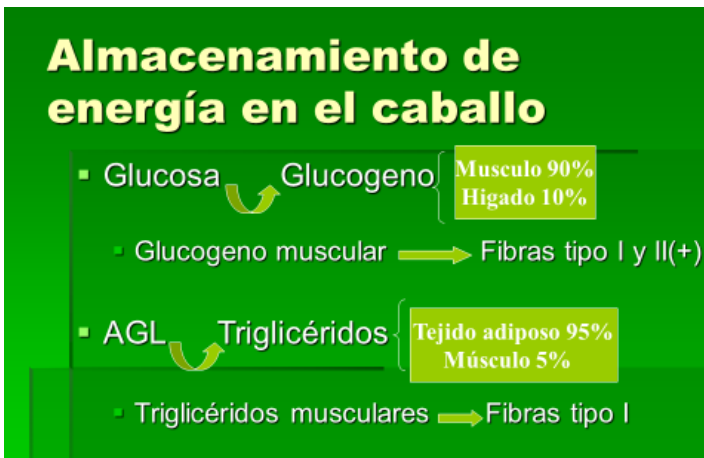 Almacenamiento de
energía en el caballo
Glucosa Glucogeno Musculo 90%
Higado 10%
Glucogeno muscular Fibras tipo I y II(+)
AGL Triglicéridos Tejido adiposo 95%
Músculo 5%
Triglicéridos musculares Fibras tipo I